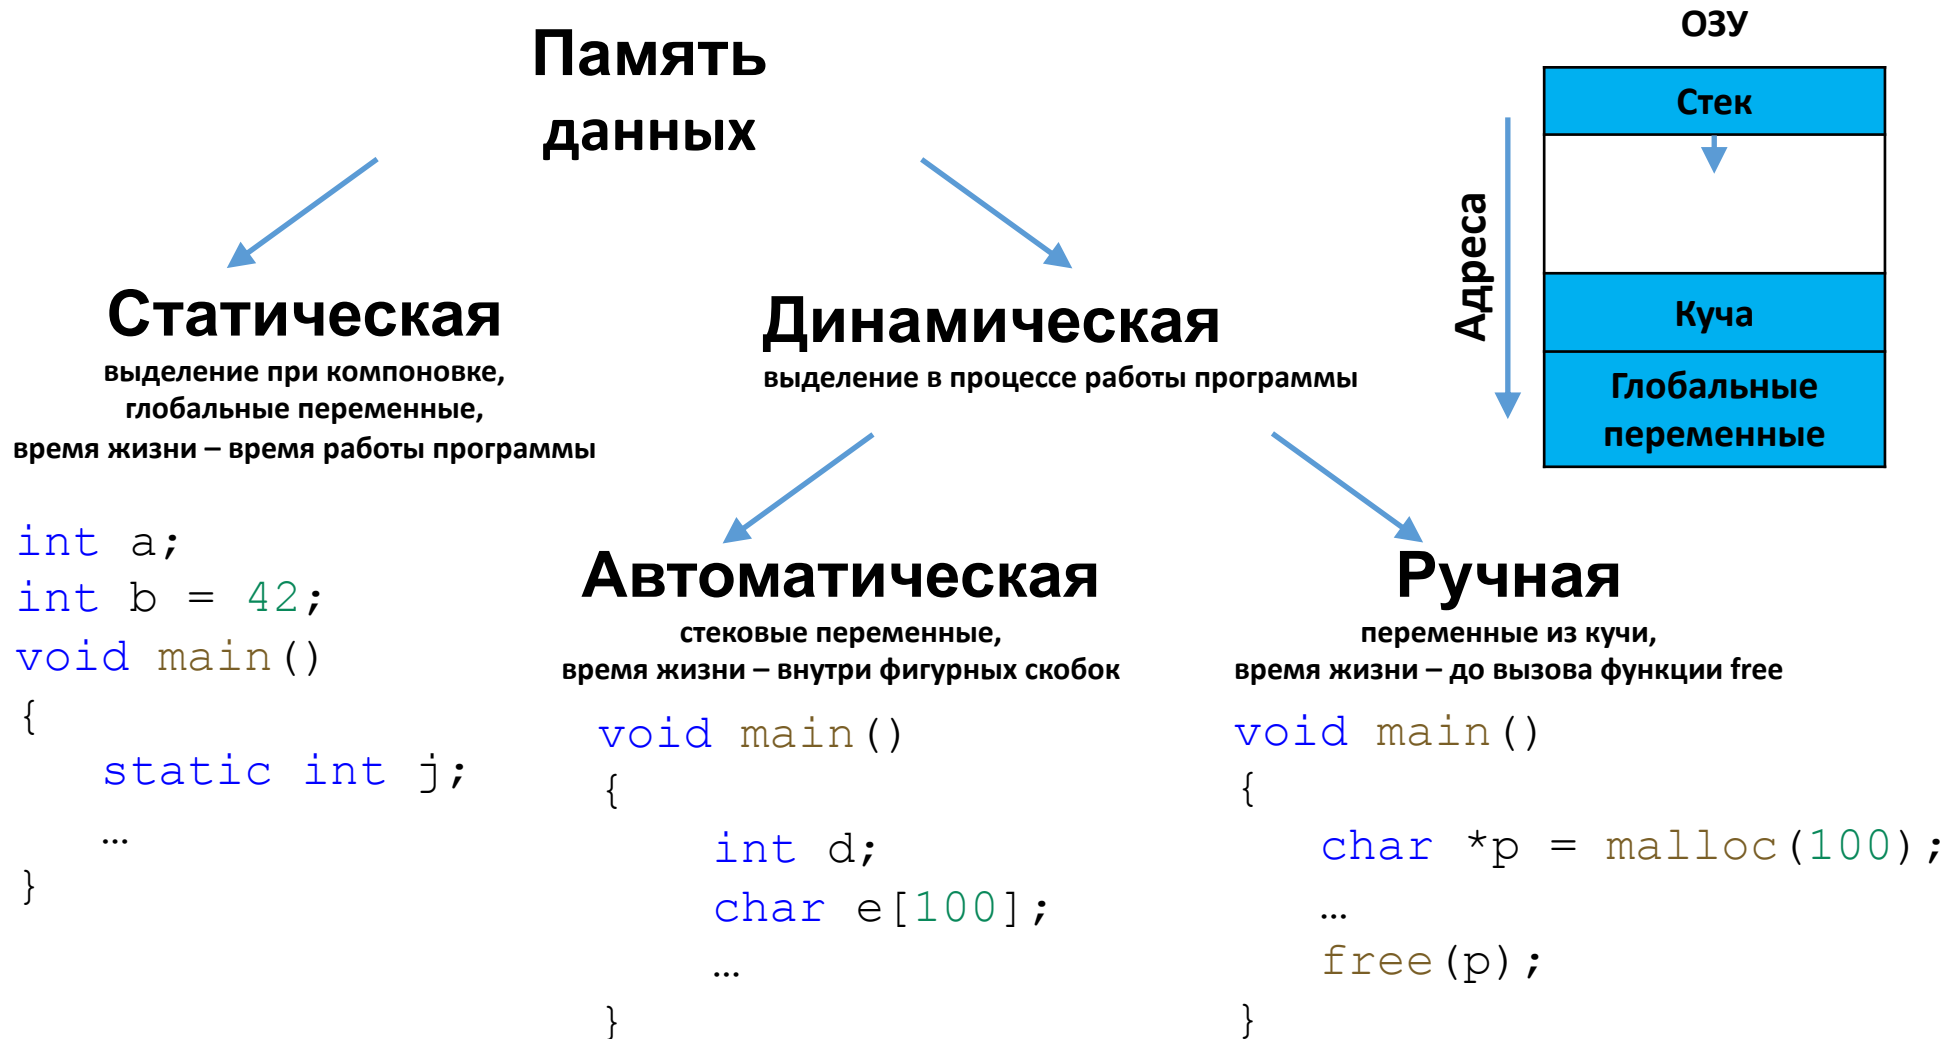 Память
данных
Статическая
выделение при компоновке,
глобальные переменные,
время жизни – время работы программы
int a;
int b = 42;
void main()
{
static int j;
…
}
Динамическая
выделение в процессе работы программы
Автоматическая
стековые переменные,
время жизни – внутри фигурных скобок
void main()
{
int d;
char e[100];
…
}
Ручная
переменные из кучи,
время жизни – до вызова функции free
void main()
{
char *p = malloc(100);
…
free(p);
}
ОЗУ
Адреса
Стек
Куча
Глобальные
переменные